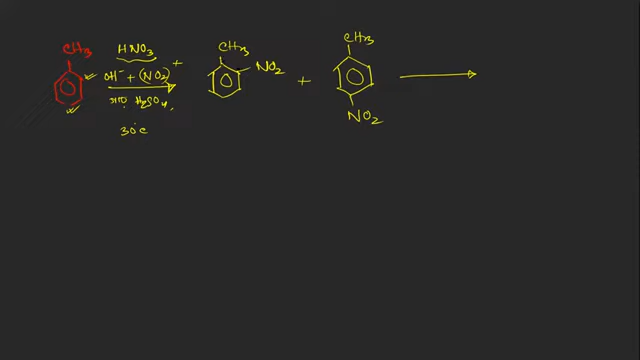 CH3
HNO3
OH- + (NO2)+
H2SO4
30°C
CH3
NO2
+
CH3
NO2